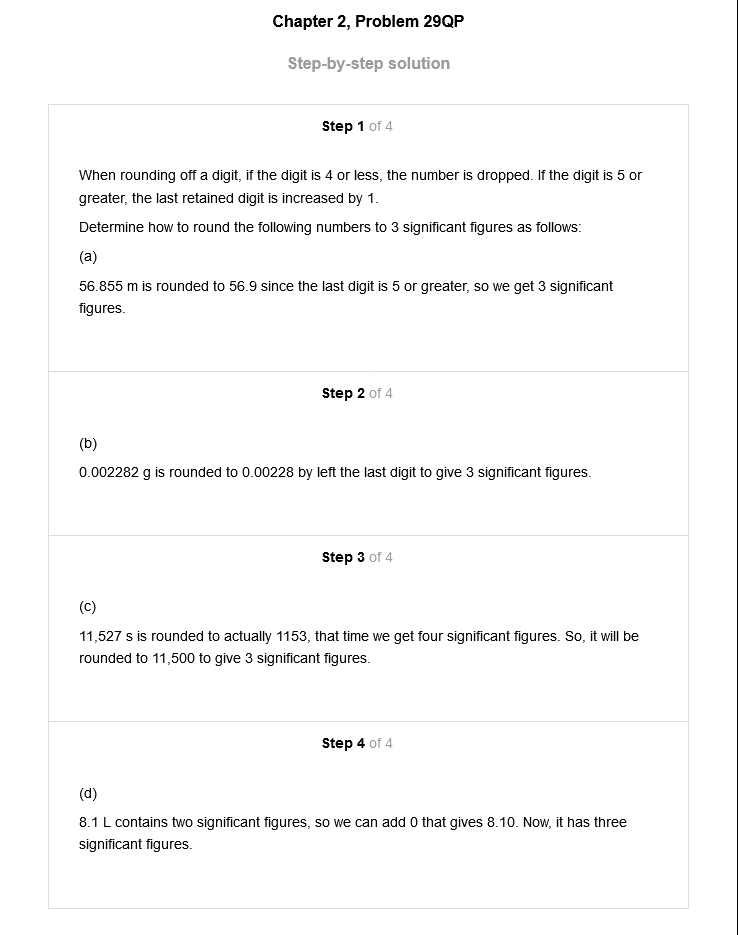 Chapter 2, Problem 29QP
Step-by-step solution
Step 1 of 4
When rounding off a digit, if the digit is 4 or less, the number is dropped. If the digit is 5 or
greater, the last retained digit is increased by 1.
Determine how to round the following numbers to 3 significant figures as follows:
(a)
56.855 m is rounded to 56.9 since the last digit is 5 or greater, so we get 3 significant
figures.
Step 2 of 4
(b)
0.002282 g is rounded to 0.00228 by left the last digit to give 3 significant figures.
Step 3 of 4
(c)
11,527 s is rounded to actually 1153, that time we get four significant figures. So, it will be
rounded to 11,500 to give 3 significant figures.
Step 4 of 4
(d)
8.1 L contains two significant figures, so we can add 0 that gives 8.10. Now, it has three
significant figures.